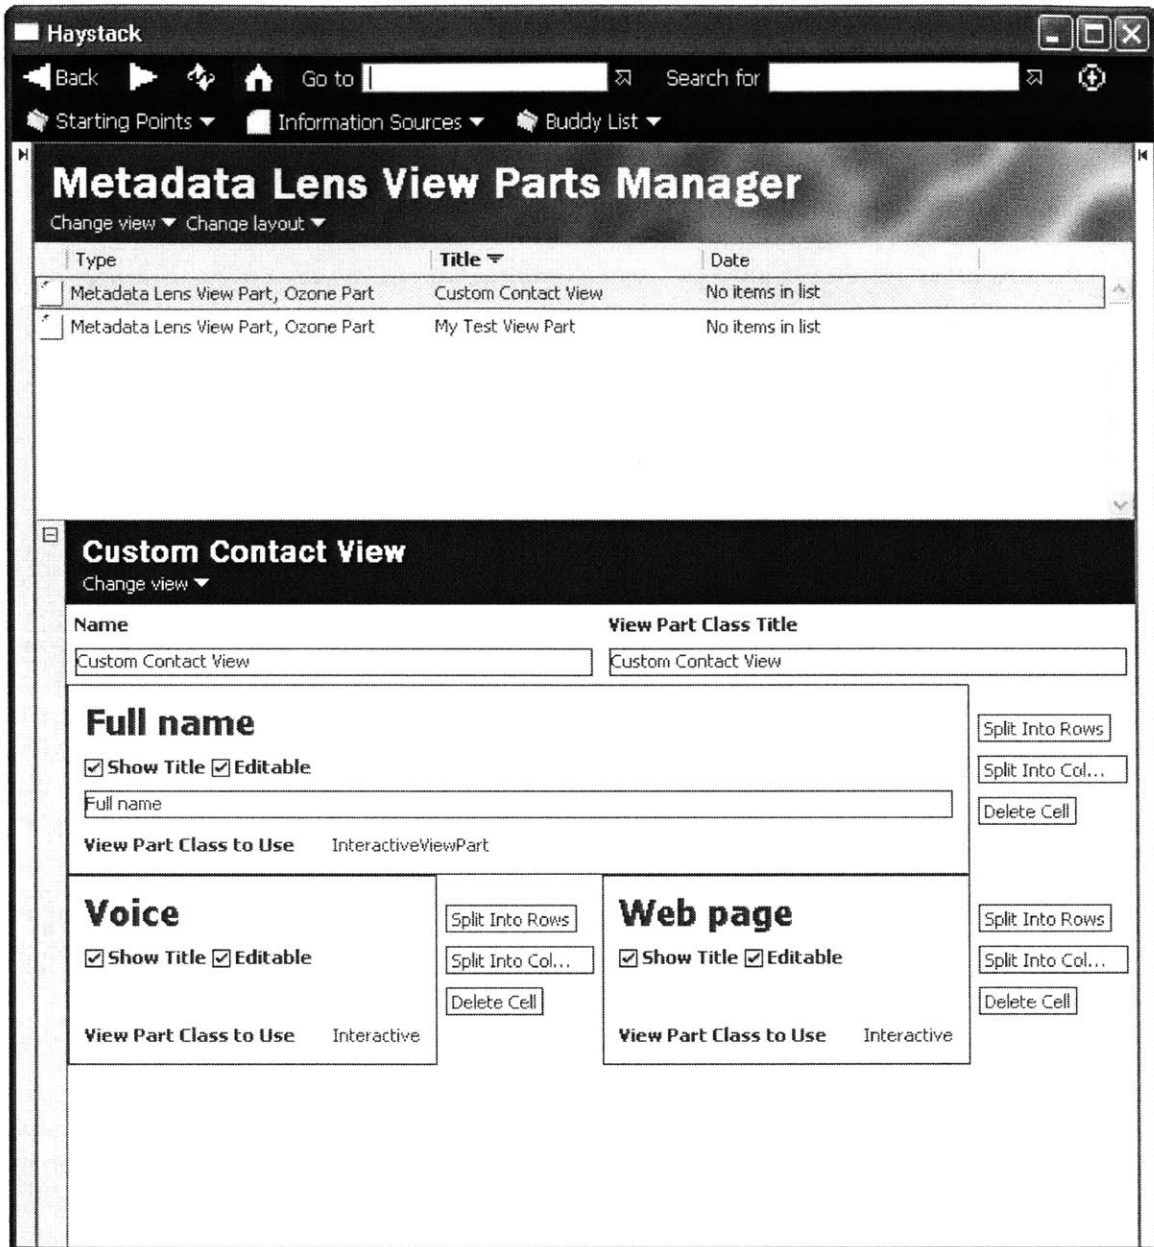 Haystack
Back Go to Search for
Starting Points Information Sources Buddy List
Metadata Lens View Parts Manager
Change view Change layout
Type Title Date
Metadata Lens View Part, Ozone Part Custom Contact View No items in list
Metadata Lens View Part, Ozone Part My Test View Part No items in list
Custom Contact View
Change view
Name View Part Class Title
Custom Contact View Custom Contact View
Full name
Split Into Rows
Show Title Editable
Split Into Col...
Full name
Delete Cell
View Part Class to Use InteractiveViewPart
Voice
Split Into Rows
Web page
Split Into Rows
Show Title Editable
Split Into Col...
Show Title Editable
Split Into Col...
Delete Cell
Delete Cell
View Part Class to Use Interactive
View Part Class to Use Interactive